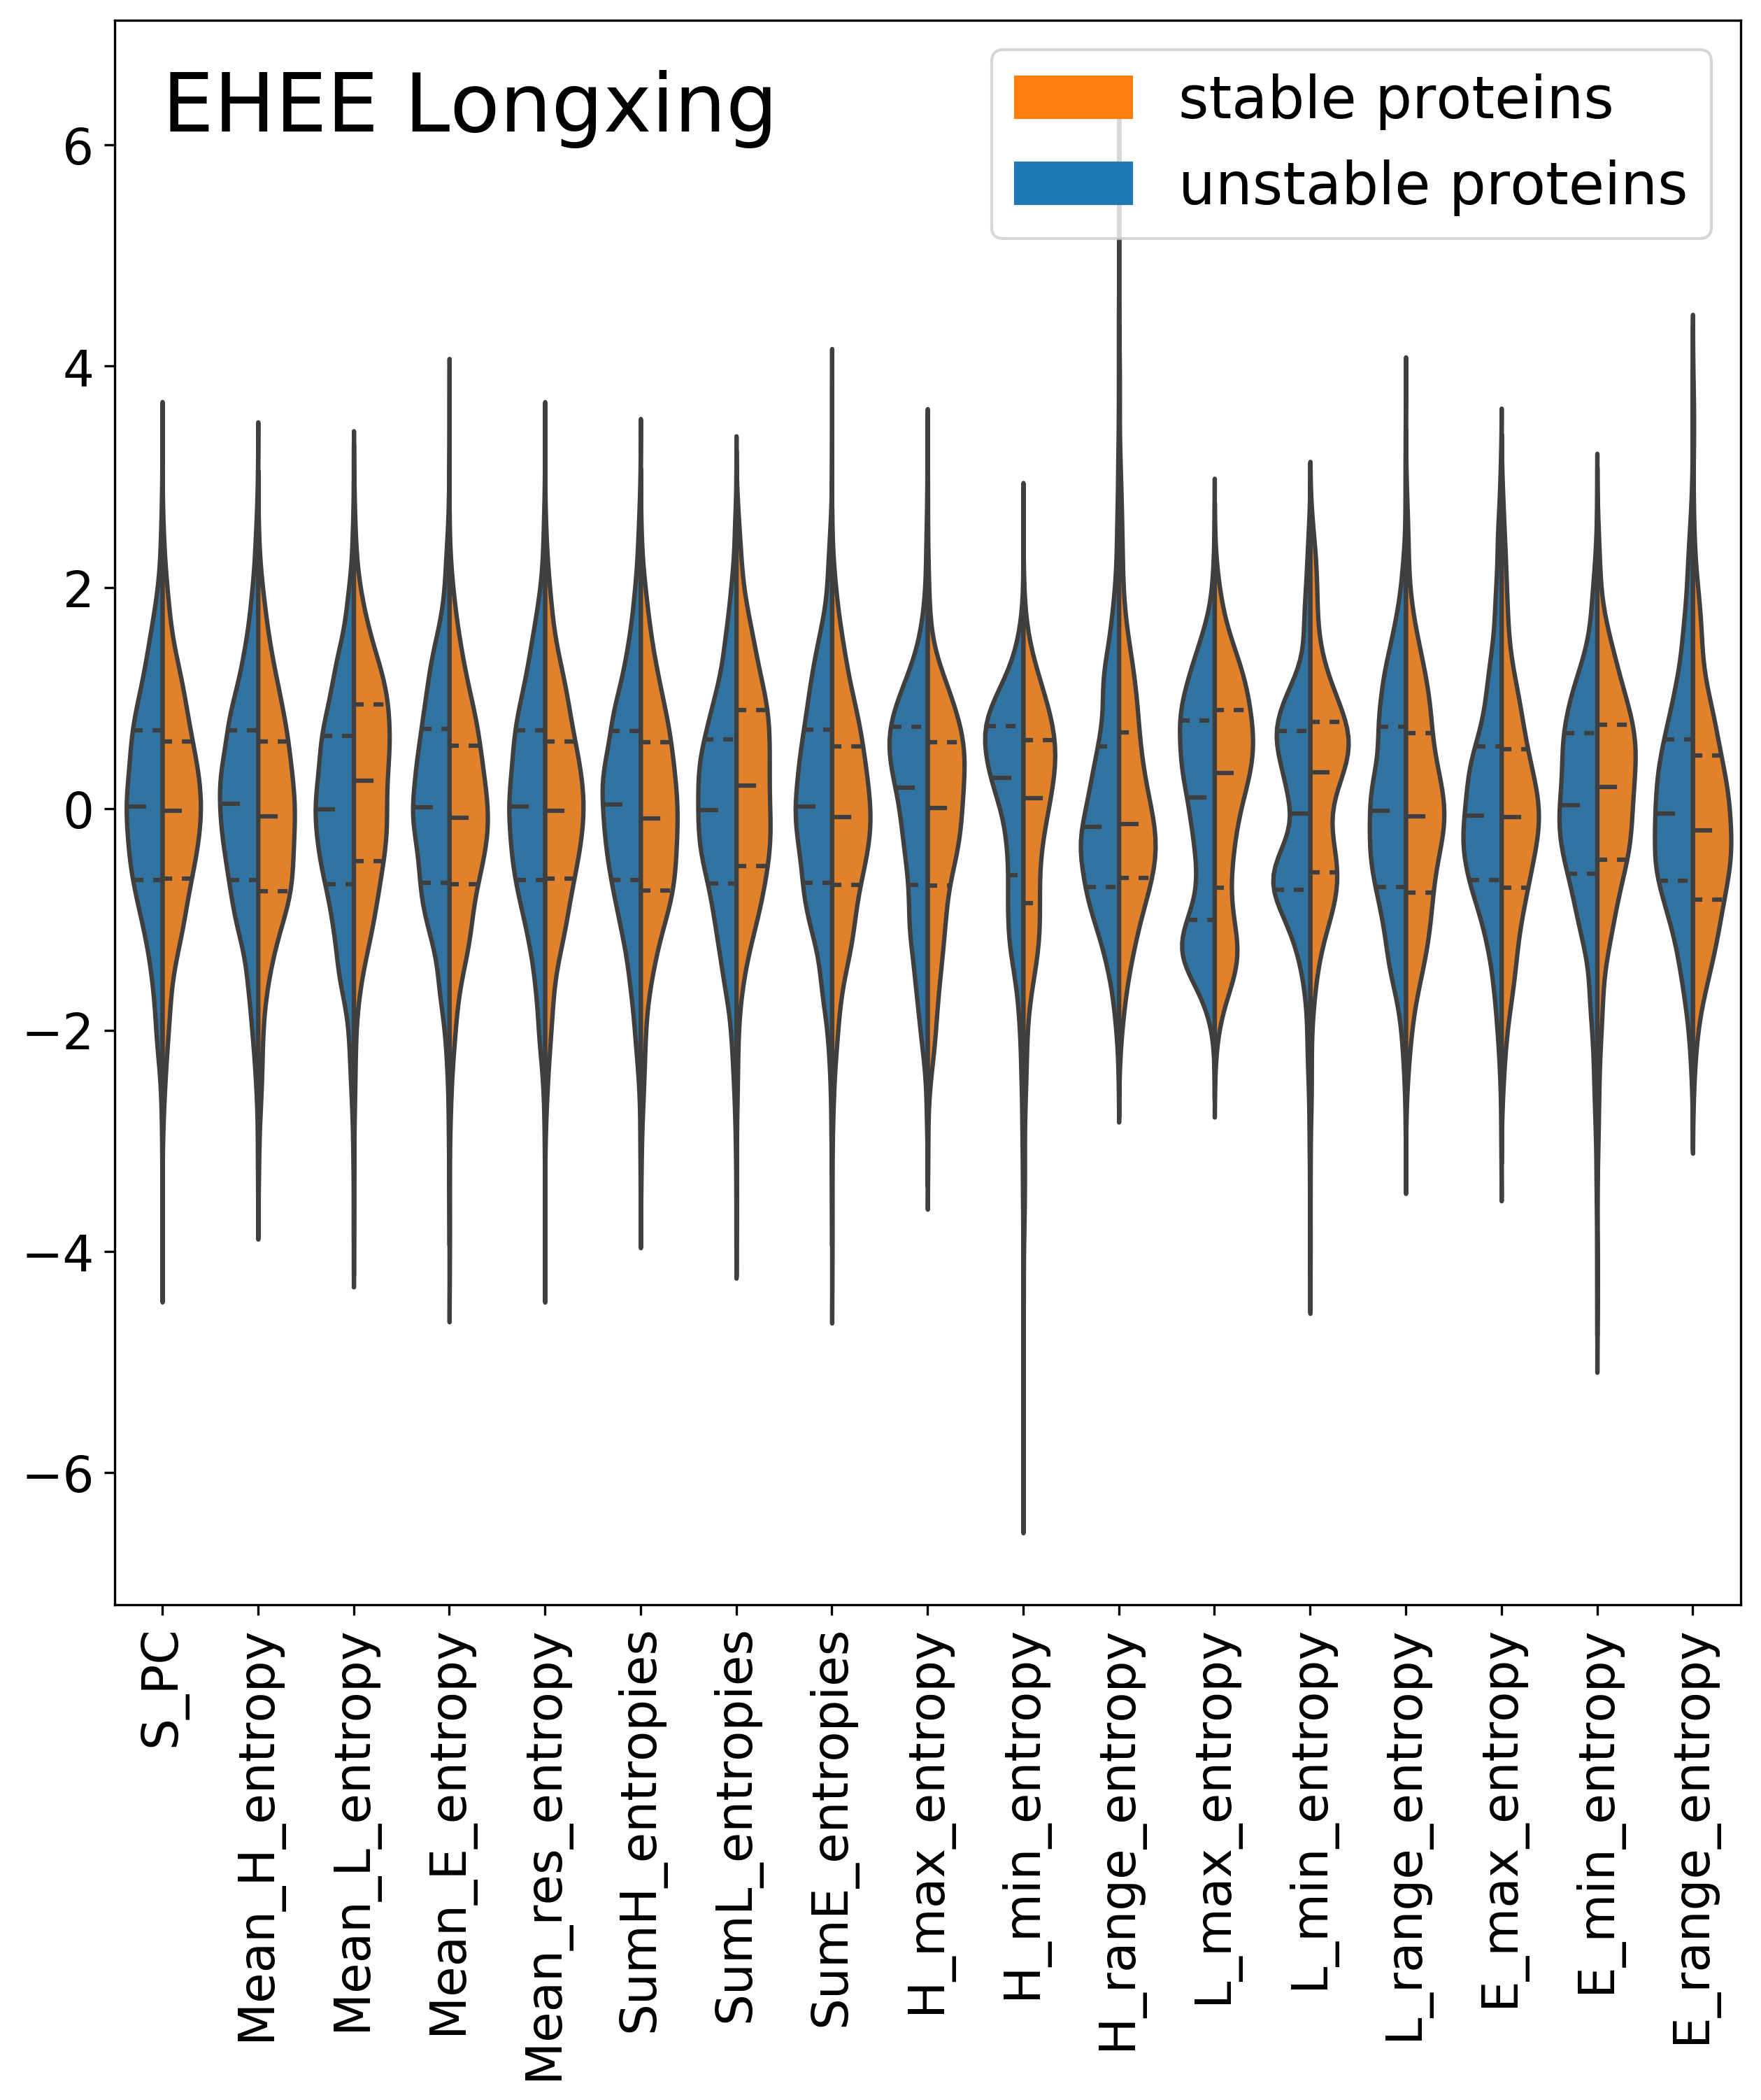 EHEE Longxing
stable proteins
unstable proteins
6
4
2
0
−2
−4
−6
S_PC
Mean_H_entropy
Mean_L_entropy
Mean_E_entropy
Mean_res_entropy
SumH_entropies
SumL_entropies
SumE_entropies
H_max_entropy
H_min_entropy
H_range_entropy
L_max_entropy
L_min_entropy
L_range_entropy
E_max_entropy
E_min_entropy
E_range_entropy